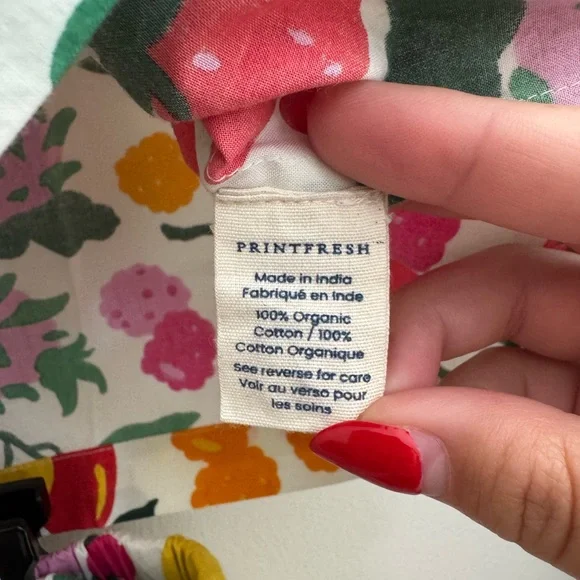 PRINTFRESH
Made in India
Fabriqué en Inde
100% Organic
Cotton / 100%
Cotton Organique
see reverse for care
Voir au verso pour
les soins